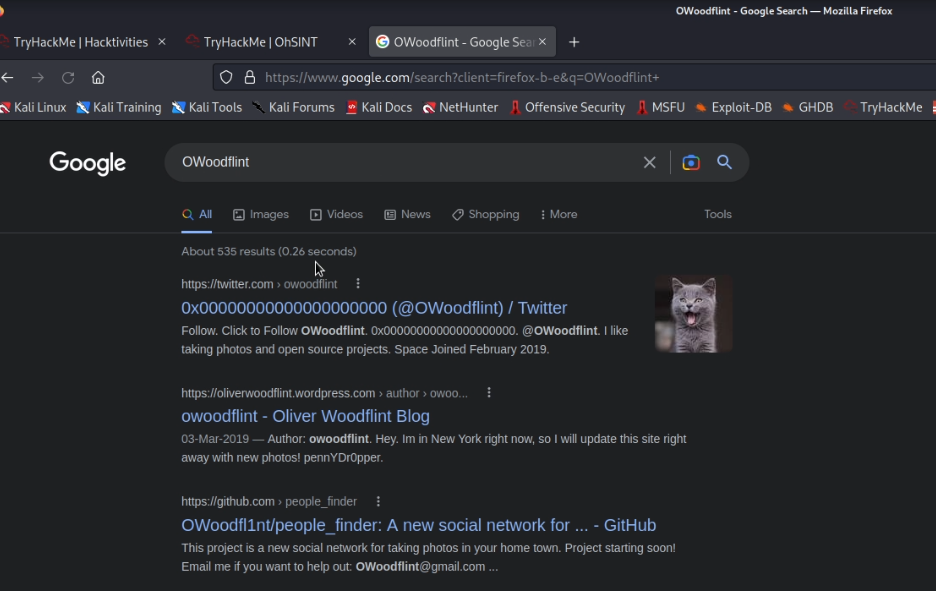 OWoodflint - Google Search — Mozilla Firefox
TryHackMe | Hacktivities
TryHackMe | OhSINT
OWoodflint - Google Sear
https://www.google.com/search?client=firefox-b-e&q=OWoodflint+
Kali Linux Kali Training Kali Tools Kali Forums Kali Docs NetHunter Offensive Security MSFU Exploit-DB GHDB TryHackMe
Google
OWoodflint
All Images Videos News Shopping More Tools
About 535 results (0.26 seconds)
https://twitter.com › owoodflint
0x00000000000000000000 (@OWoodflint) / Twitter
Follow. Click to Follow OWoodflint. 0x00000000000000000000. @OWoodflint. I like
taking photos and open source projects. Space Joined February 2019.
https://oliverwoodflint.wordpress.com › author › owoo...
owoodflint - Oliver Woodflint Blog
03-Mar-2019 — Author: owoodflint. Hey. Im in New York right now, so I will update this site right
away with new photos! pennYDr0pper.
https://github.com › people_finder
OWoodfl1nt/people_finder: A new social network for ... - GitHub
This project is a new social network for taking photos in your home town. Project starting soon!
Email me if you want to help out: OWoodflint@gmail.com ...